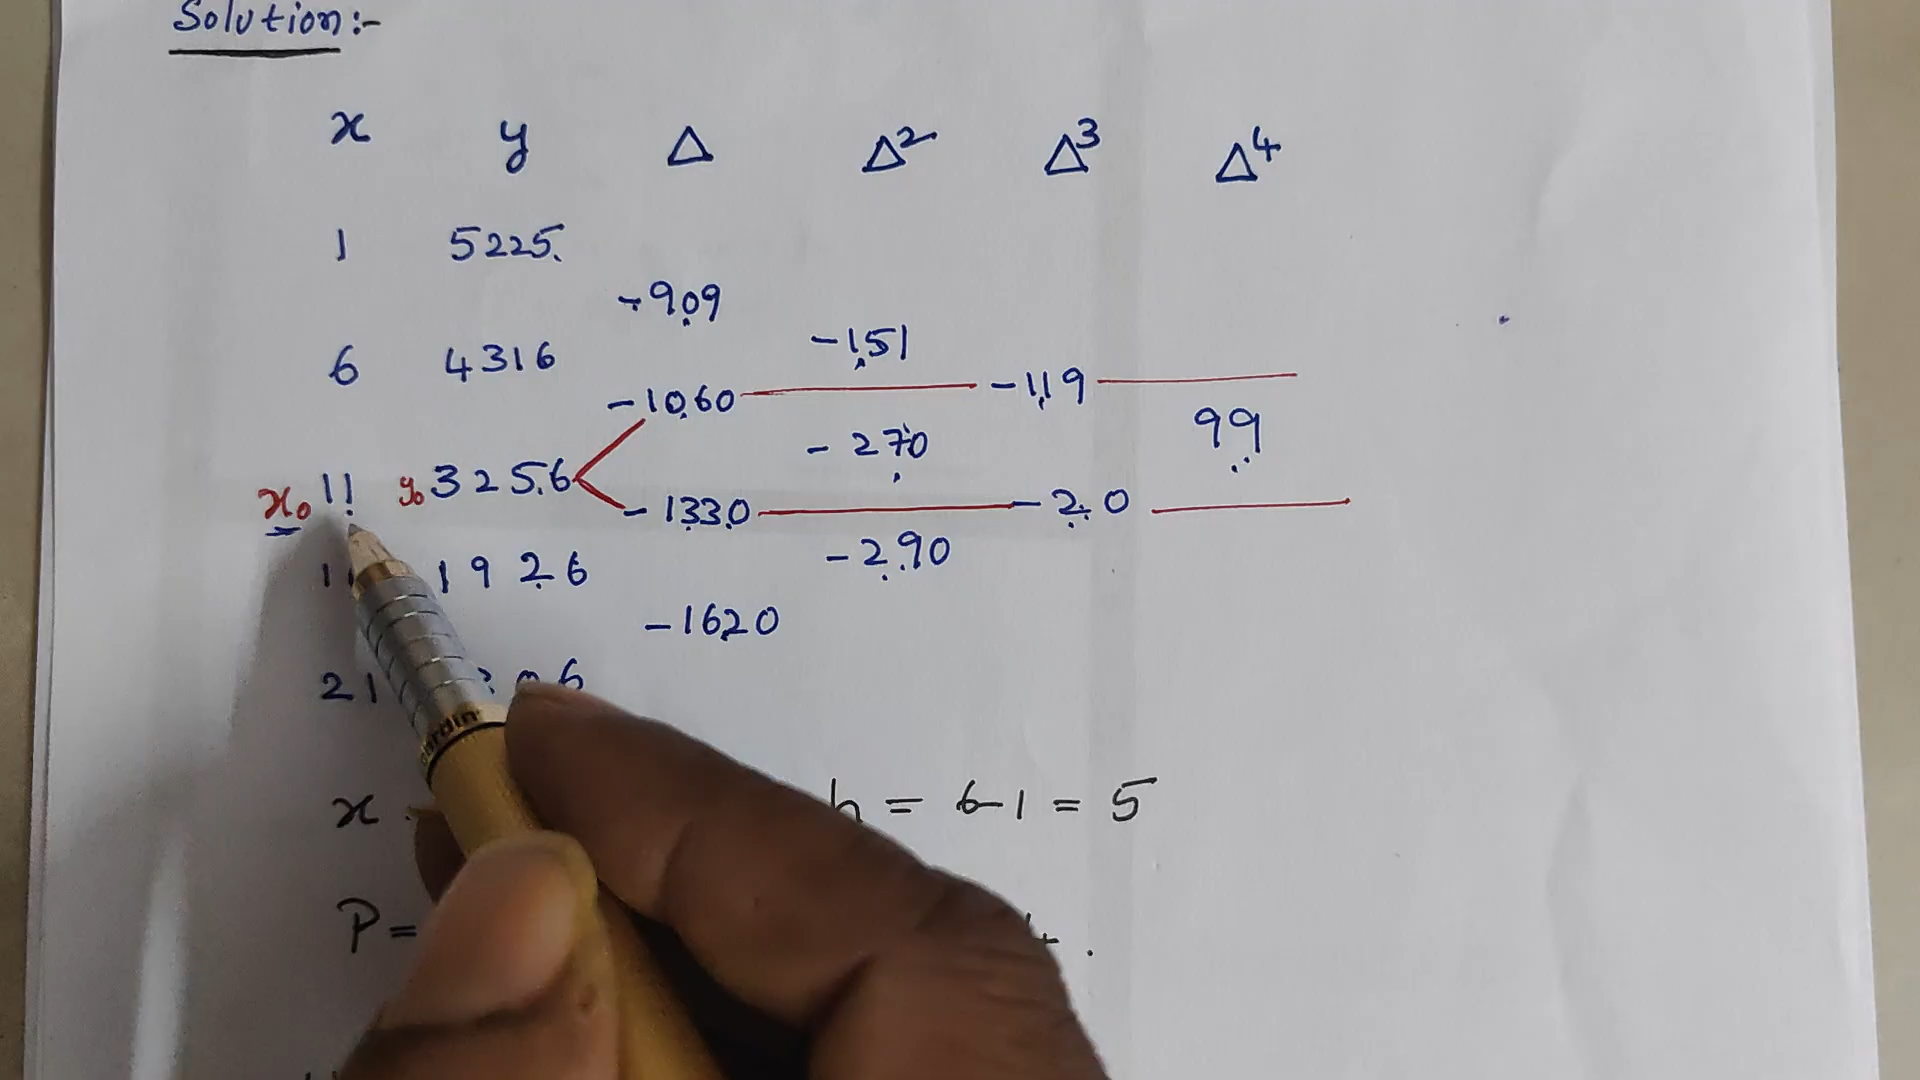 Solution:-
x y Δ Δ² Δ³ Δ⁴
1 5225
-909
-151
6 4316
-1060 -119
-270 99
x₀ 11 y₀ 3256
-1330 -20
-290
1926
-1620
21 6
x h = 6-1 = 5
P =